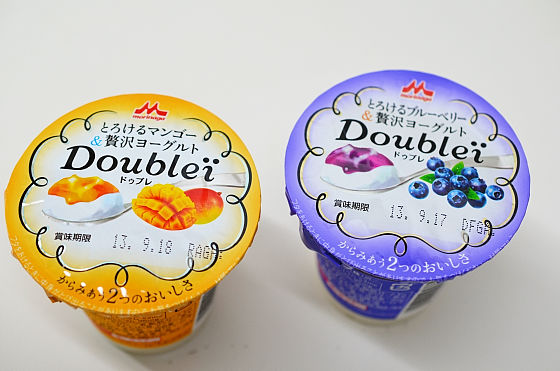 morinaga
とろけるマンゴー
&贅沢ヨーグルト
Doubleï
ドゥブレ
賞味期限
13. 9.18 RAGH
からみあう2つのおいしさ
morinaga
とろけるブルーベリー
&贅沢ヨーグルト
Doubleï
ドゥブレ
賞味期限
13. 9.17 DFGA
からみあう2つのおいしさ